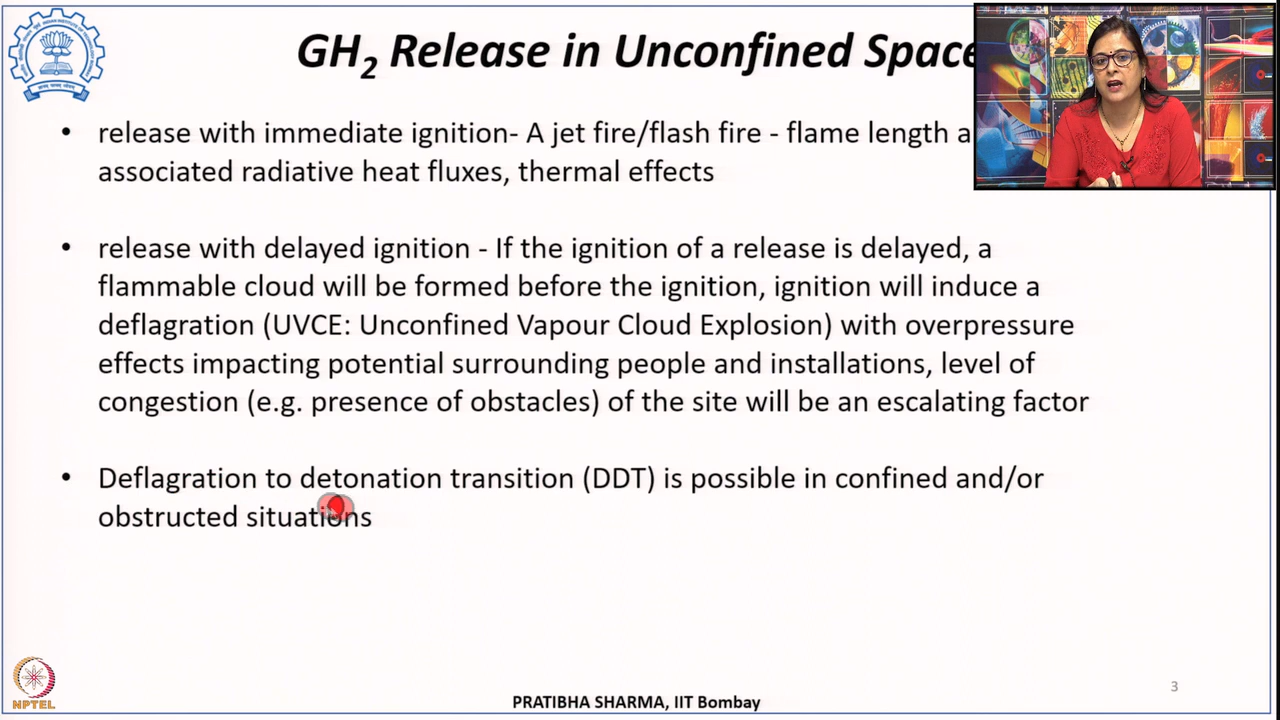 GH2 Release in Unconfined Space
• release with immediate ignition- A jet fire/flash fire - flame length a
associated radiative heat fluxes, thermal effects
• release with delayed ignition - If the ignition of a release is delayed, a
flammable cloud will be formed before the ignition, ignition will induce a
deflagration (UVCE: Unconfined Vapour Cloud Explosion) with overpressure
effects impacting potential surrounding people and installations, level of
congestion (e.g. presence of obstacles) of the site will be an escalating factor
• Deflagration to detonation transition (DDT) is possible in confined and/or
obstructed situations
3
NPTEL
PRATIBHA SHARMA, IIT Bombay